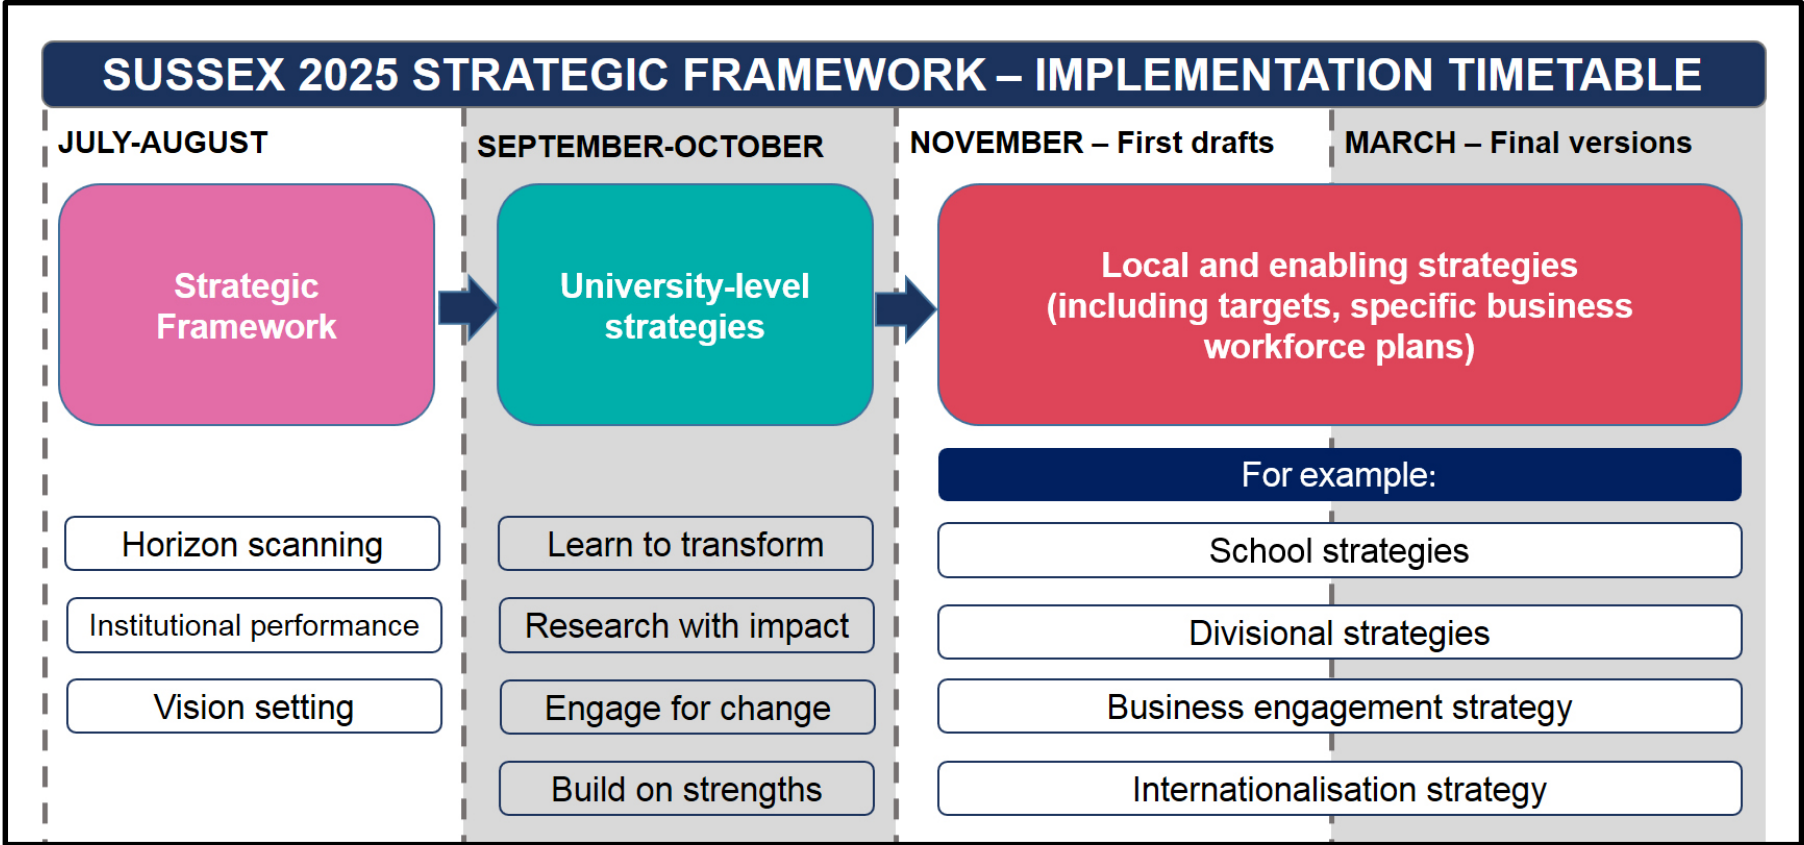 SUSSEX 2025 STRATEGIC FRAMEWORK – IMPLEMENTATION TIMETABLE
JULY-AUGUST
SEPTEMBER-OCTOBER
NOVEMBER – First drafts
MARCH – Final versions
Strategic
Framework
University-level
strategies
Local and enabling strategies
(including targets, specific business
workforce plans)
For example:
Horizon scanning
Institutional performance
Vision setting
Learn to transform
Research with impact
Engage for change
Build on strengths
School strategies
Divisional strategies
Business engagement strategy
Internationalisation strategy